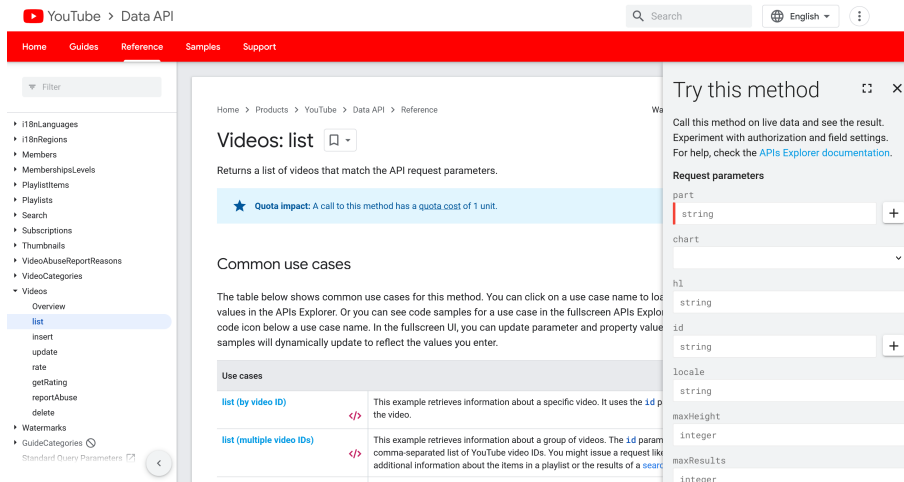 YouTube > Data API
Search
English
Home Guides Reference Samples Support
Filter
i18nLanguages
i18nRegions
Members
MembershipsLevels
PlaylistItems
Playlists
Search
Subscriptions
Thumbnails
VideoAbuseReportReasons
VideoCategories
Videos
Overview
list
insert
update
rate
getRating
reportAbuse
delete
Watermarks
GuideCategories
Standard Query Parameters
Home > Products > YouTube > Data API > Reference
Wa
Videos: list
Returns a list of videos that match the API request parameters.
Quota impact: A call to this method has a quota cost of 1 unit.
Common use cases
The table below shows common use cases for this method. You can click on a use case name to loa
values in the APIs Explorer. Or you can see code samples for a use case in the fullscreen APIs Explor
code icon below a use case name. In the fullscreen UI, you can update parameter and property value
samples will dynamically update to reflect the values you enter.
Use cases
list (by video ID)
</>
This example retrieves information about a specific video. It uses the id p
the video.
list (multiple video IDs)
</>
This example retrieves information about a group of videos. The id param
comma-separated list of YouTube video IDs. You might issue a request like
additional information about the items in a playlist or the results of a searc
Try this method
Call this method on live data and see the result.
Experiment with authorization and field settings.
For help, check the APIs Explorer documentation.
Request parameters
part
string
chart
hl
string
id
string
locale
string
maxHeight
integer
maxResults
integer